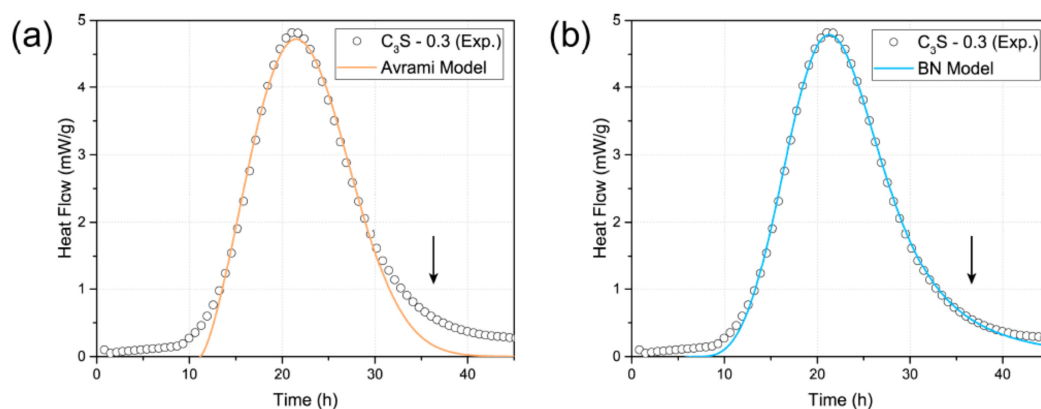 (a)
C₃S - 0.3 (Exp.)
Avrami Model
Heat Flow (mW/g)
5
4
3
2
1
0
0 10 20 30 40
Time (h)
(b)
C₃S - 0.3 (Exp.)
BN Model
Heat Flow (mW/g)
5
4
3
2
1
0
0 10 20 30 40
Time (h)